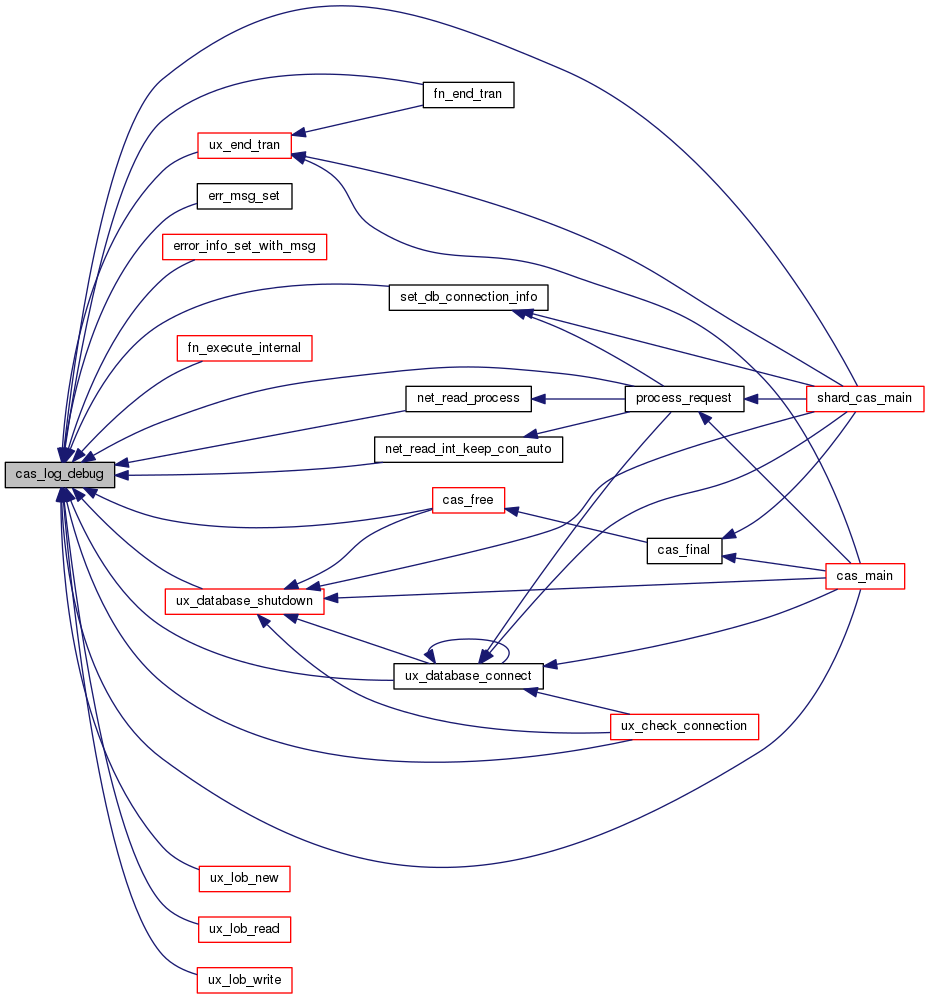 fn_end_tran
ux_end_tran
err_msg_set
error_info_set_with_msg
set_db_connection_info
fn_execute_internal
net_read_process
process_request
shard_cas_main
net_read_int_keep_con_auto
cas_log_debug
cas_free
cas_final
cas_main
ux_database_shutdown
ux_database_connect
ux_check_connection
ux_lob_new
ux_lob_read
ux_lob_write